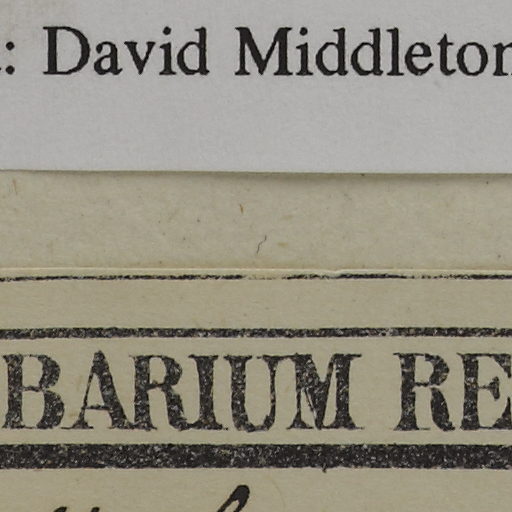 : David Middleton
BARIUM RE